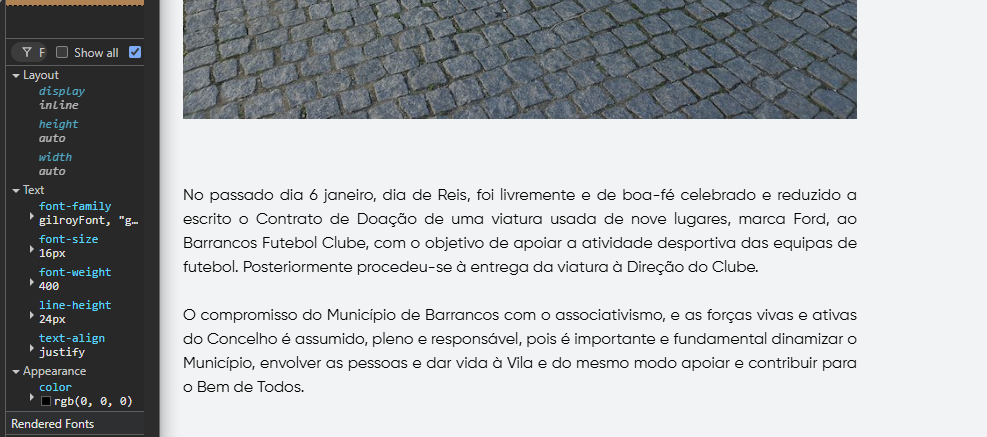 F
Show all
Layout
display
inline
height
auto
width
auto
Text
font-family
gilroyFont, "g…
font-size
16px
font-weight
400
line-height
24px
text-align
justify
Appearance
color
rgb(0, 0, 0)
Rendered Fonts
No passado dia 6 janeiro, dia de Reis, foi livremente e de boa-fé celebrado e reduzido a
escrito o Contrato de Doação de uma viatura usada de nove lugares, marca Ford, ao
Barrancos Futebol Clube, com o objetivo de apoiar a atividade desportiva das equipas de
futebol. Posteriormente procedeu-se à entrega da viatura à Direção do Clube.
O compromisso do Município de Barrancos com o associativismo, e as forças vivas e ativas
do Concelho é assumido, pleno e responsável, pois é importante e fundamental dinamizar o
Município, envolver as pessoas e dar vida à Vila e do mesmo modo apoiar e contribuir para
o Bem de Todos.